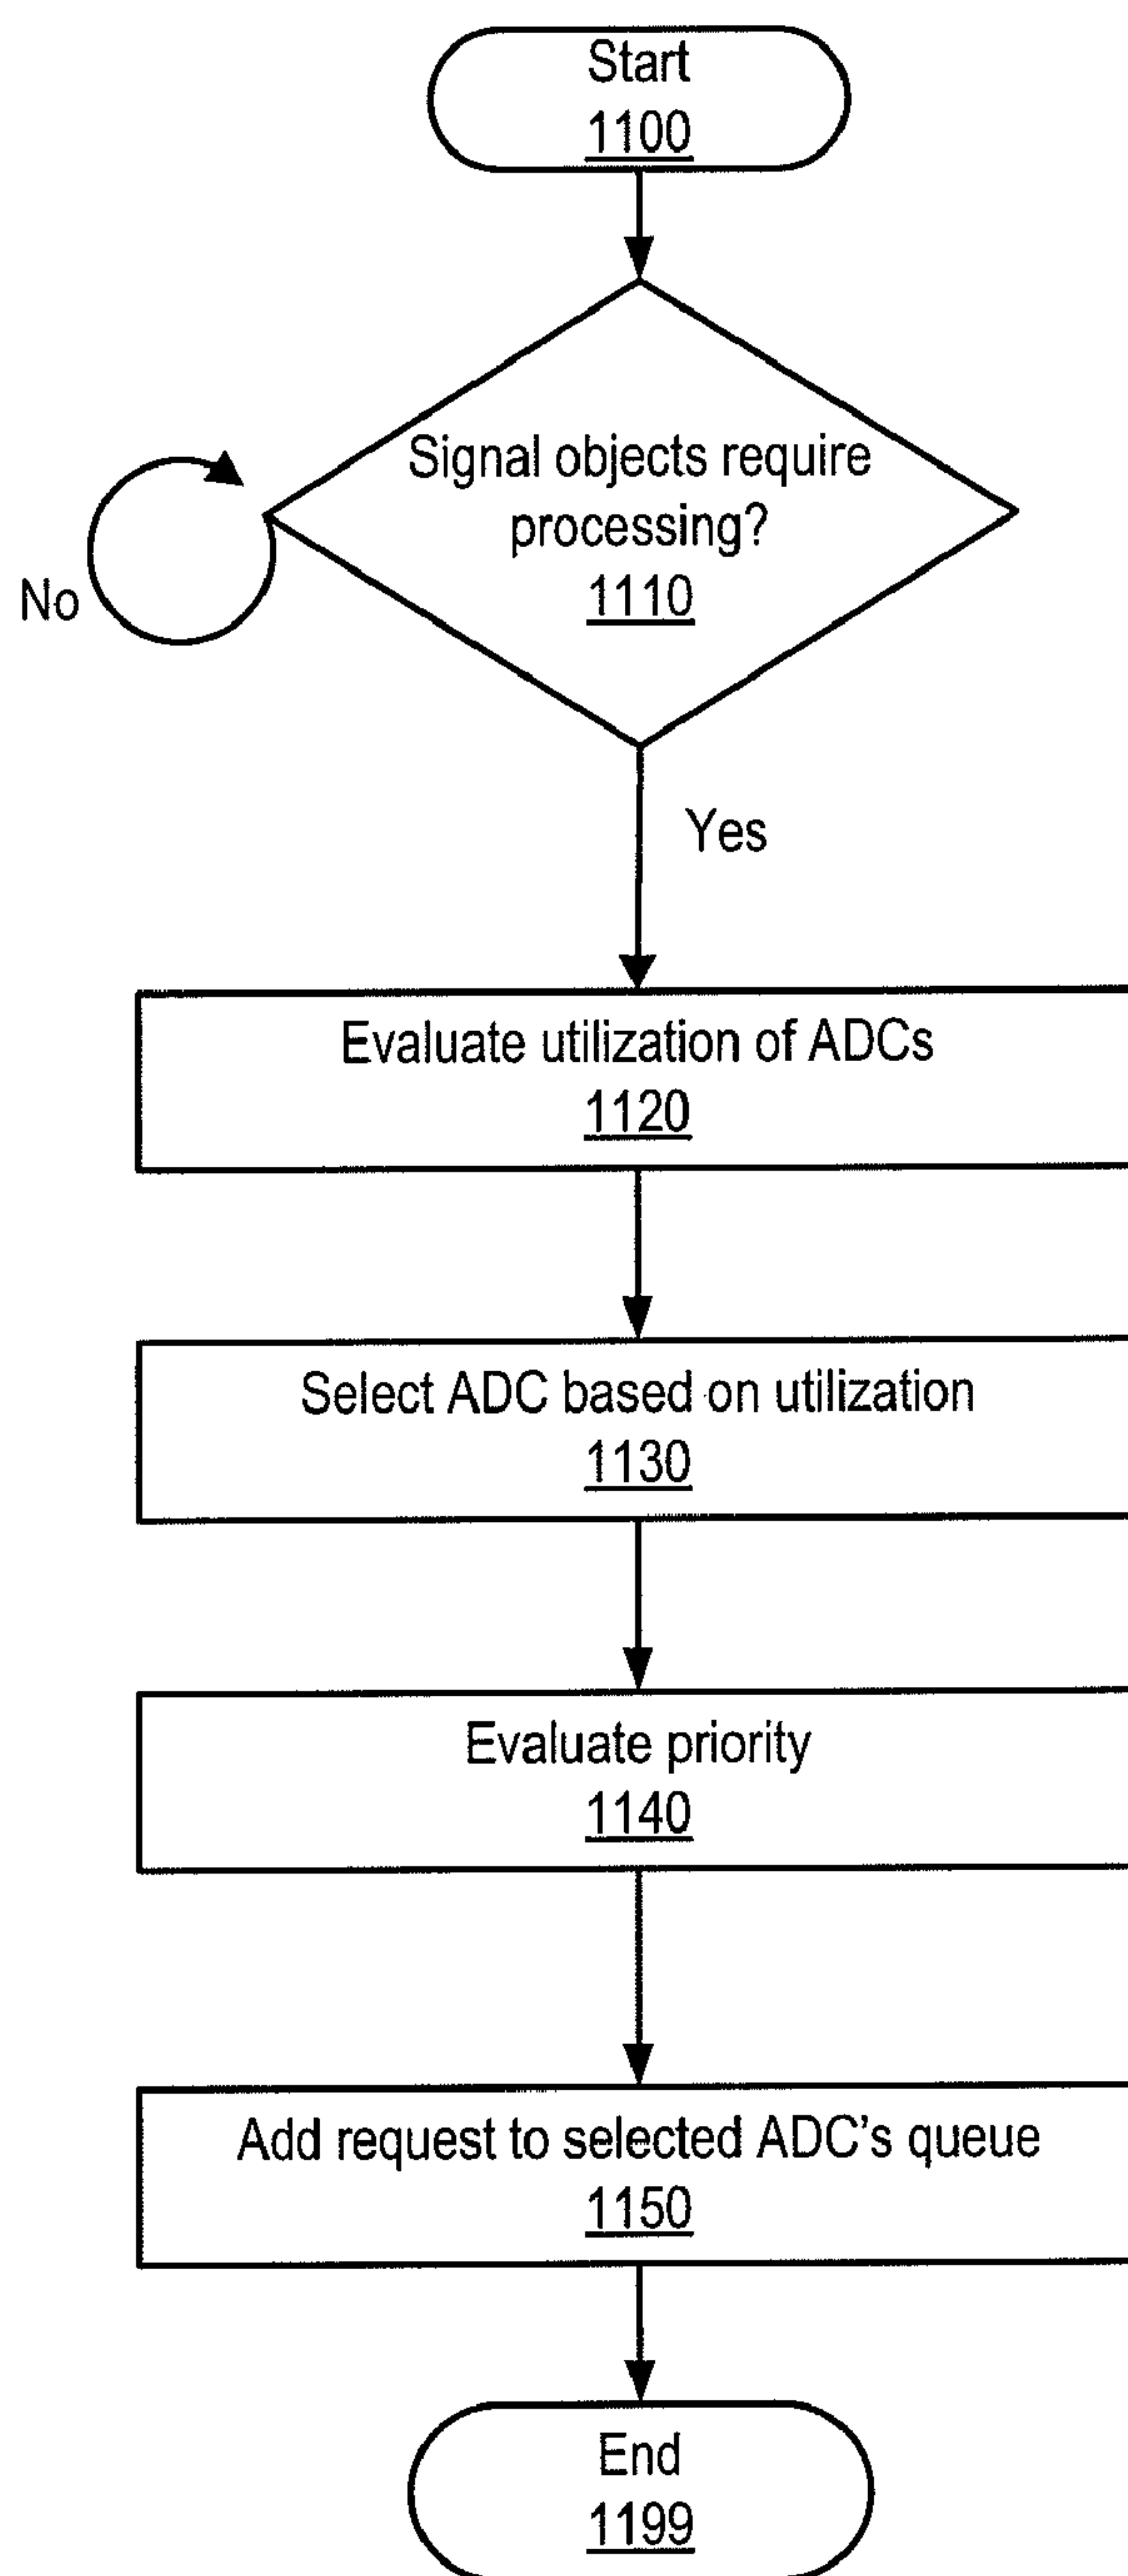 Start
1100
Signal objects require
processing?
1110
No
Yes
Evaluate utilization of ADCs
1120
Select ADC based on utilization
1130
Evaluate priority
1140
Add request to selected ADC's queue
1150
End
1199